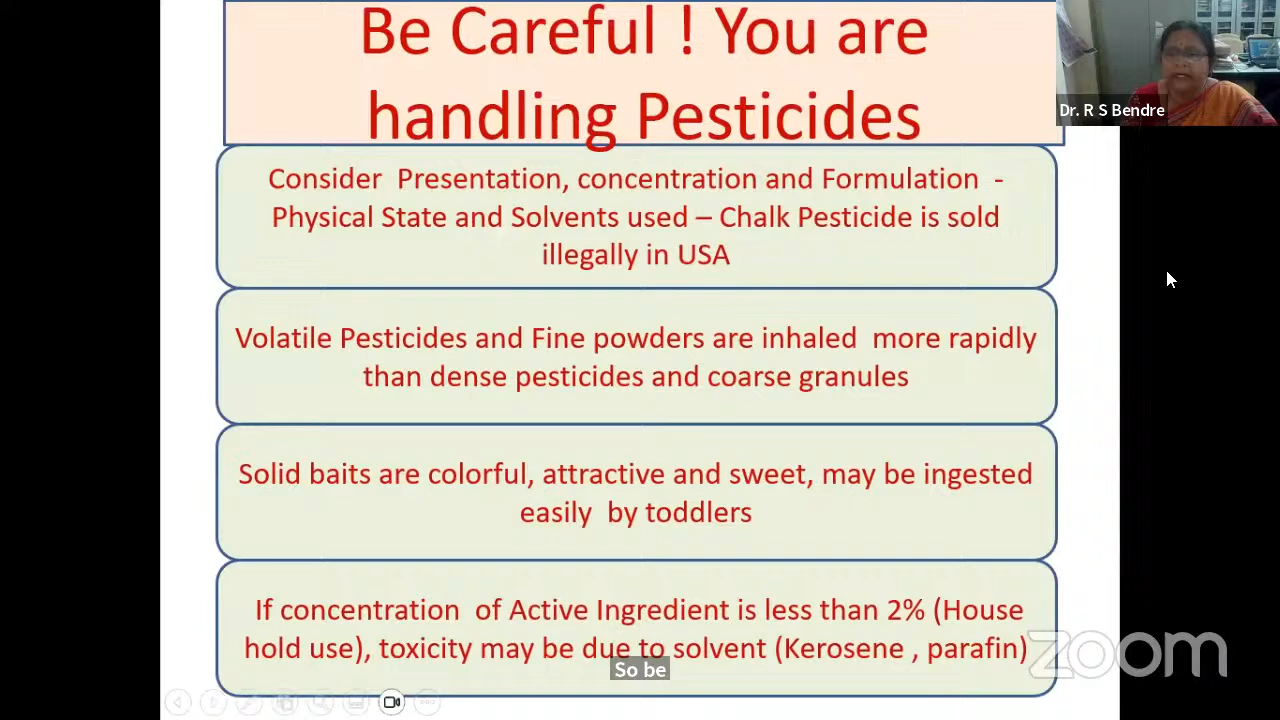 Be Careful ! You are
handling Pesticides
Dr. R S Bendre
Consider Presentation, concentration and Formulation -
Physical State and Solvents used – Chalk Pesticide is sold
illegally in USA
Volatile Pesticides and Fine powders are inhaled more rapidly
than dense pesticides and coarse granules
Solid baits are colorful, attractive and sweet, may be ingested
easily by toddlers
If concentration of Active Ingredient is less than 2% (House
hold use), toxicity may be due to solvent (Kerosene , parafin)
zoom
So be